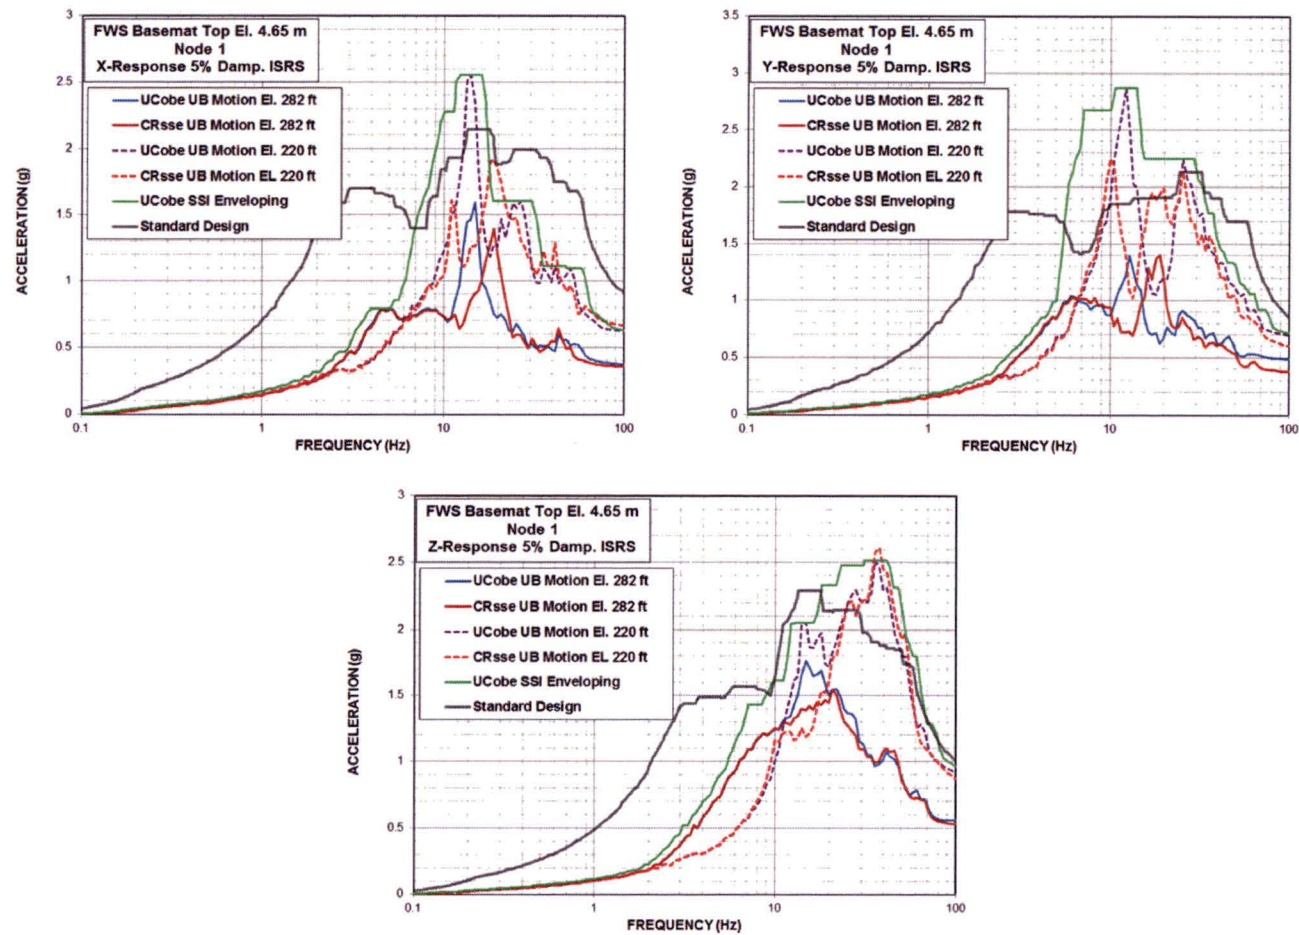 FWS Basemat Top El. 4.65 m
Node 1
X-Response 5% Damp. ISRS
UCobe UB Motion El. 282 ft
CRsse UB Motion El. 282 ft
UCobe UB Motion El. 220 ft
CRsse UB Motion EL 220 ft
UCobe SSI Enveloping
Standard Design
ACCELERATION(g)
3
2.5
2
1.5
1
0.5
0
0.1
1
10
100
FREQUENCY (Hz)
FWS Basemat Top El. 4.65 m
Node 1
Y-Response 5% Damp. ISRS
UCobe UB Motion El. 282 ft
CRsse UB Motion El. 282 ft
UCobe UB Motion El. 220 ft
CRsse UB Motion EL 220 ft
UCobe SSI Enveloping
Standard Design
ACCELERATION(g)
3.5
3
2.5
2
1.5
1
0.5
0
0.1
1
10
100
FREQUENCY (Hz)
FWS Basemat Top El. 4.65 m
Node 1
Z-Response 5% Damp. ISRS
UCobe UB Motion El. 282 ft
CRsse UB Motion El. 282 ft
UCobe UB Motion El. 220 ft
CRsse UB Motion EL 220 ft
UCobe SSI Enveloping
Standard Design
ACCELERATION(g)
3
2.5
2
1.5
1
0.5
0
0.1
1
10
100
FREQUENCY (Hz)